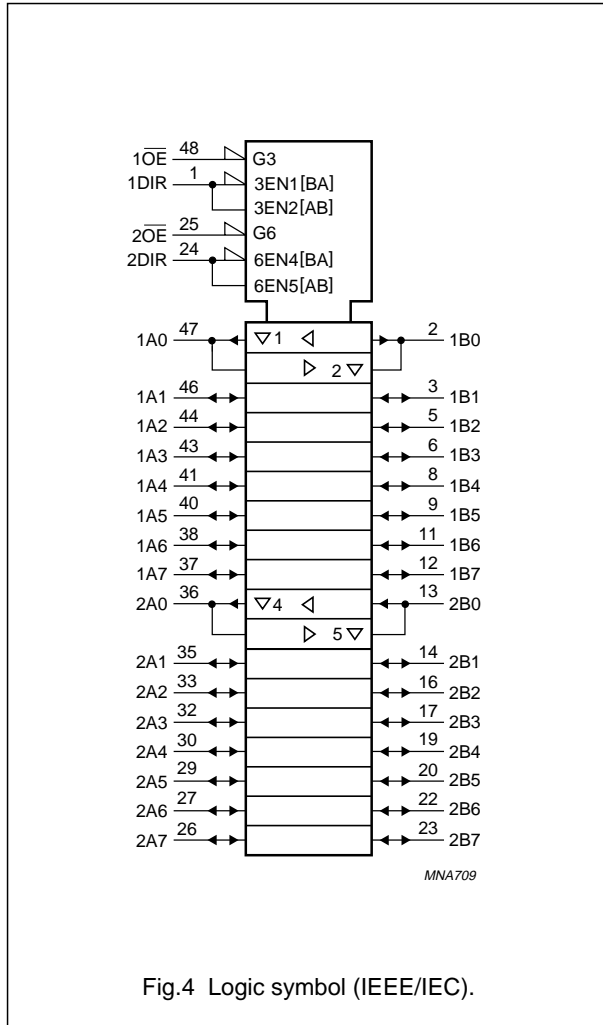 1OE 48 G3
1DIR 1 3EN1[BA]
3EN2[AB]
2OE 25 G6
2DIR 24 6EN4[BA]
6EN5[AB]
1A0 47 1 2 1B0
2
1A1 46 3 1B1
1A2 44 5 1B2
1A3 43 6 1B3
1A4 41 8 1B4
1A5 40 9 1B5
1A6 38 11 1B6
1A7 37 12 1B7
2A0 36 4 13 2B0
5
2A1 35 14 2B1
2A2 33 16 2B2
2A3 32 17 2B3
2A4 30 19 2B4
2A5 29 20 2B5
2A6 27 22 2B6
2A7 26 23 2B7
MNA709
Fig.4 Logic symbol (IEEE/IEC).